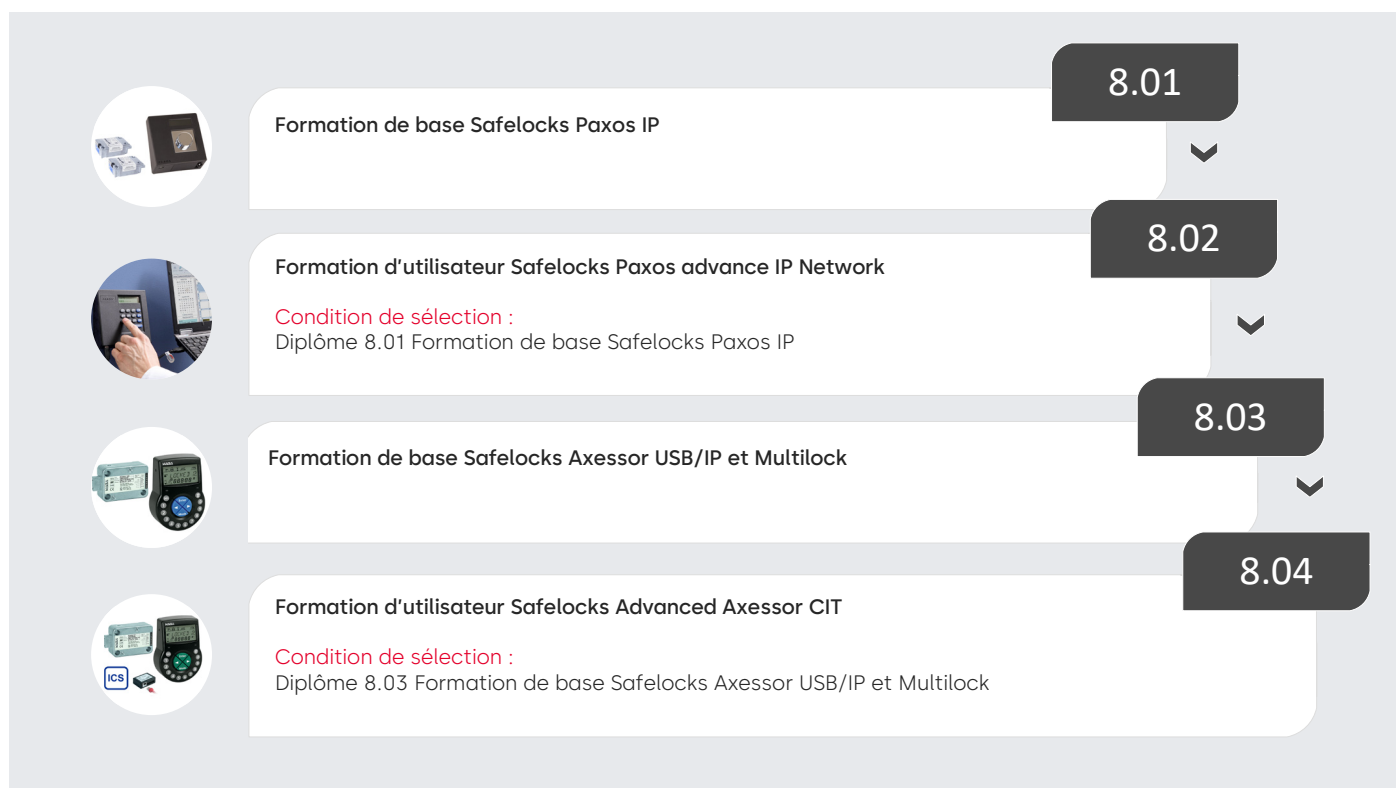 8.01
Formation de base Safelocks Paxos IP
8.02
Formation d'utilisateur Safelocks Paxos advance IP Network
Condition de sélection :
Diplôme 8.01 Formation de base Safelocks Paxos IP
8.03
Formation de base Safelocks Axessor USB/IP et Multilock
8.04
Formation d'utilisateur Safelocks Advanced Axessor CIT
Condition de sélection :
Diplôme 8.03 Formation de base Safelocks Axessor USB/IP et Multilock
ICS